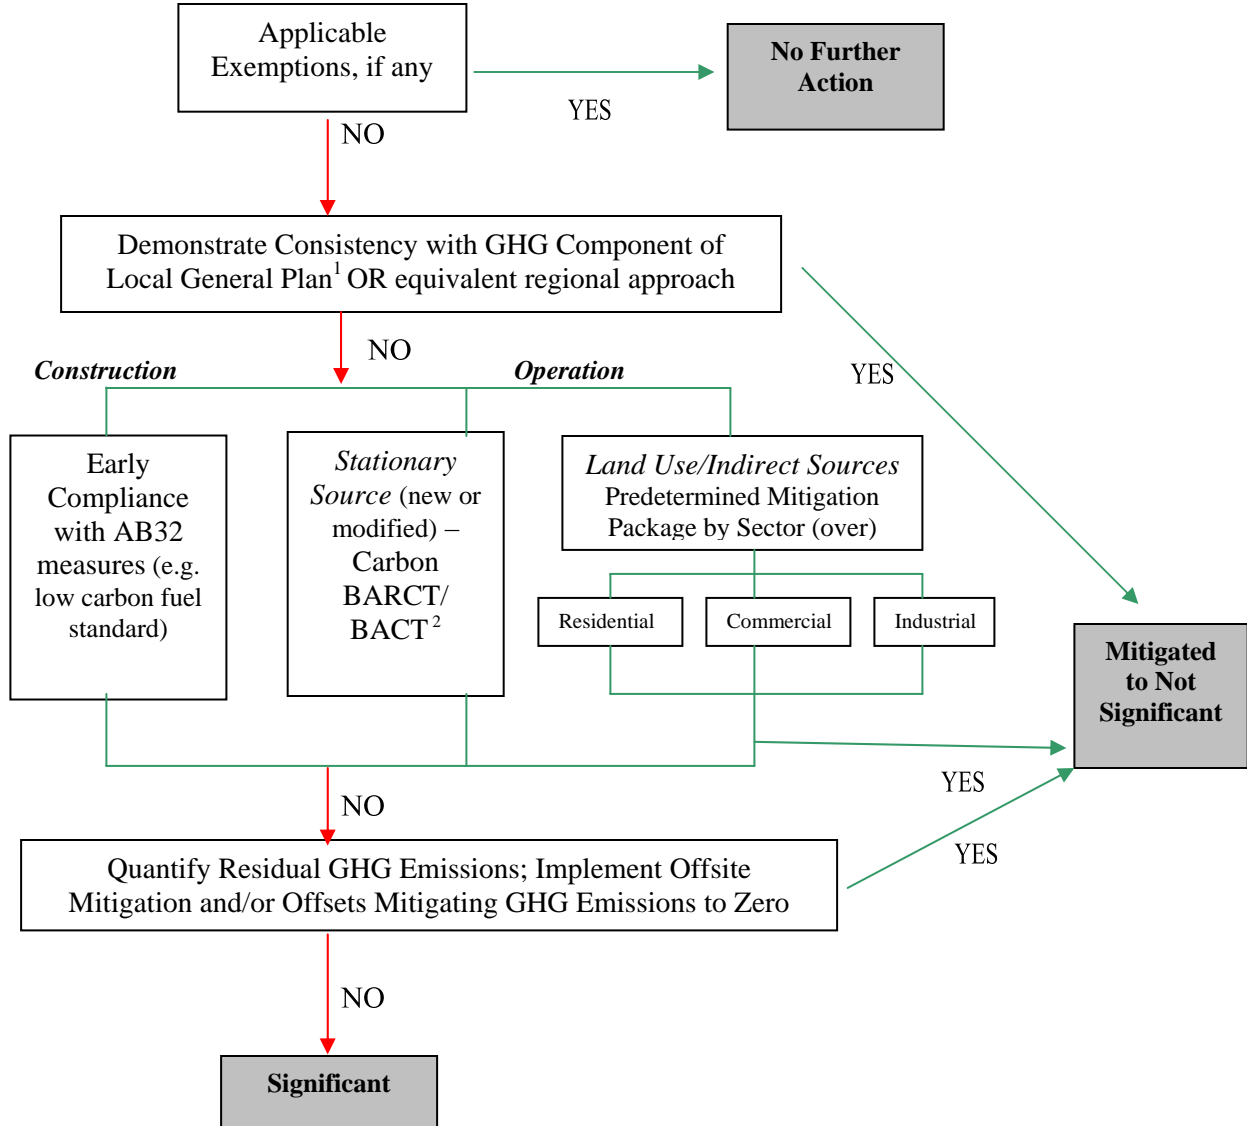 Applicable
Exemptions, if any
No Further
Action
YES
NO
Demonstrate Consistency with GHG Component of
Local General Plan¹ OR equivalent regional approach
NO
YES
Construction
Operation
Early
Compliance
with AB32
measures (e.g.
low carbon fuel
standard)
Stationary
Source (new or
modified) –
Carbon
BARCT/
BACT ²
Land Use/Indirect Sources
Predetermined Mitigation
Package by Sector (over)
Residential
Commercial
Industrial
Mitigated
to Not
Significant
YES
NO
YES
Quantify Residual GHG Emissions; Implement Offsite
Mitigation and/or Offsets Mitigating GHG Emissions to Zero
NO
Significant